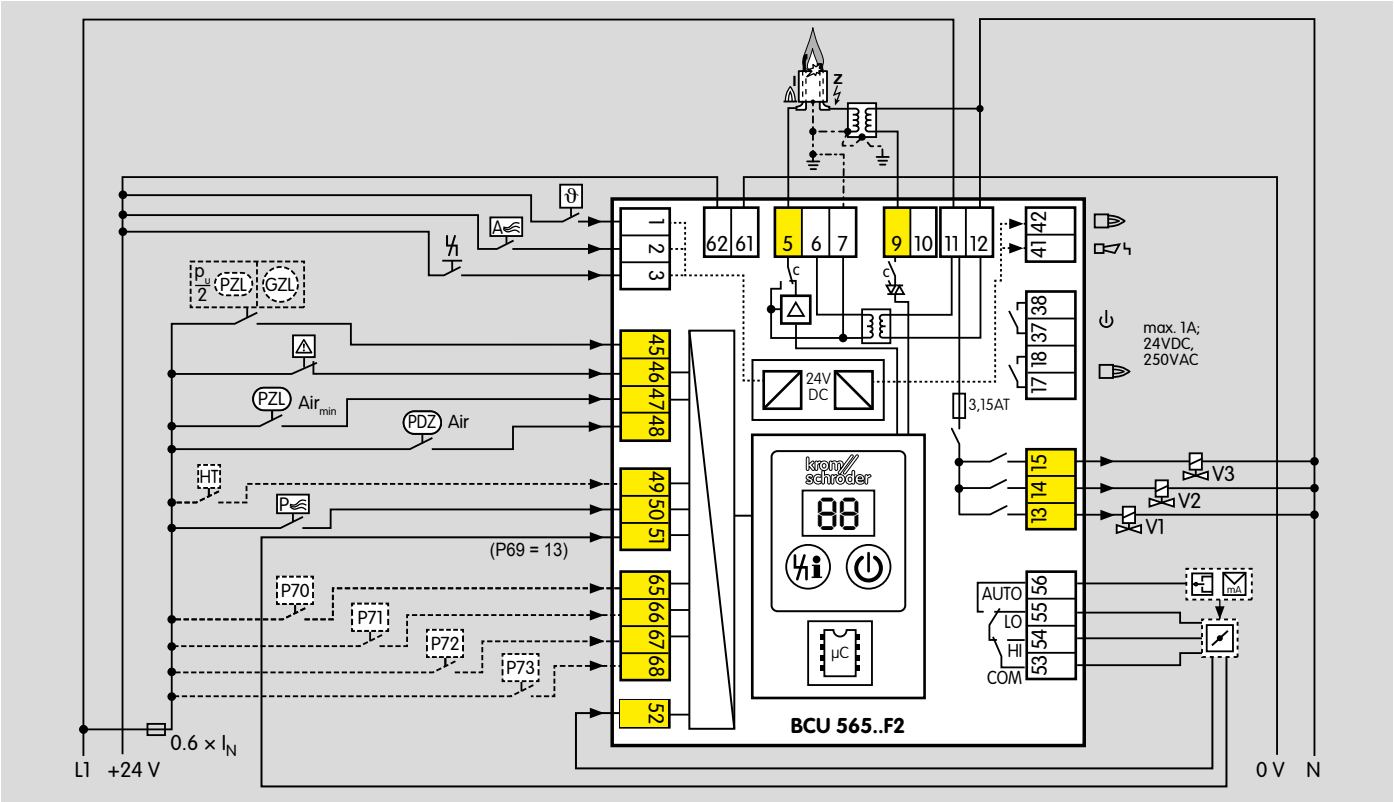 I
Z
ϑ
A
1
2
3
62
61
5
6
7
9
10
11
12
42
41
p u
2
PZL
GZL
c
c
38
37
18
17
max. 1A;
24VDC,
250VAC
45
46
47
48
24V
DC
3,15AT
PZL
Air min
PDZ
Air
HT
P
49
50
51
(P69 = 13)
krom
schröder
88
i
15
14
13
V3
V2
V1
P70
P71
P72
P73
65
66
67
68
52
µC
AUTO
LO
HI
COM
56
55
54
53
mA
BCU 565..F2
0.6 × I N
L1
+24 V
0 V
N